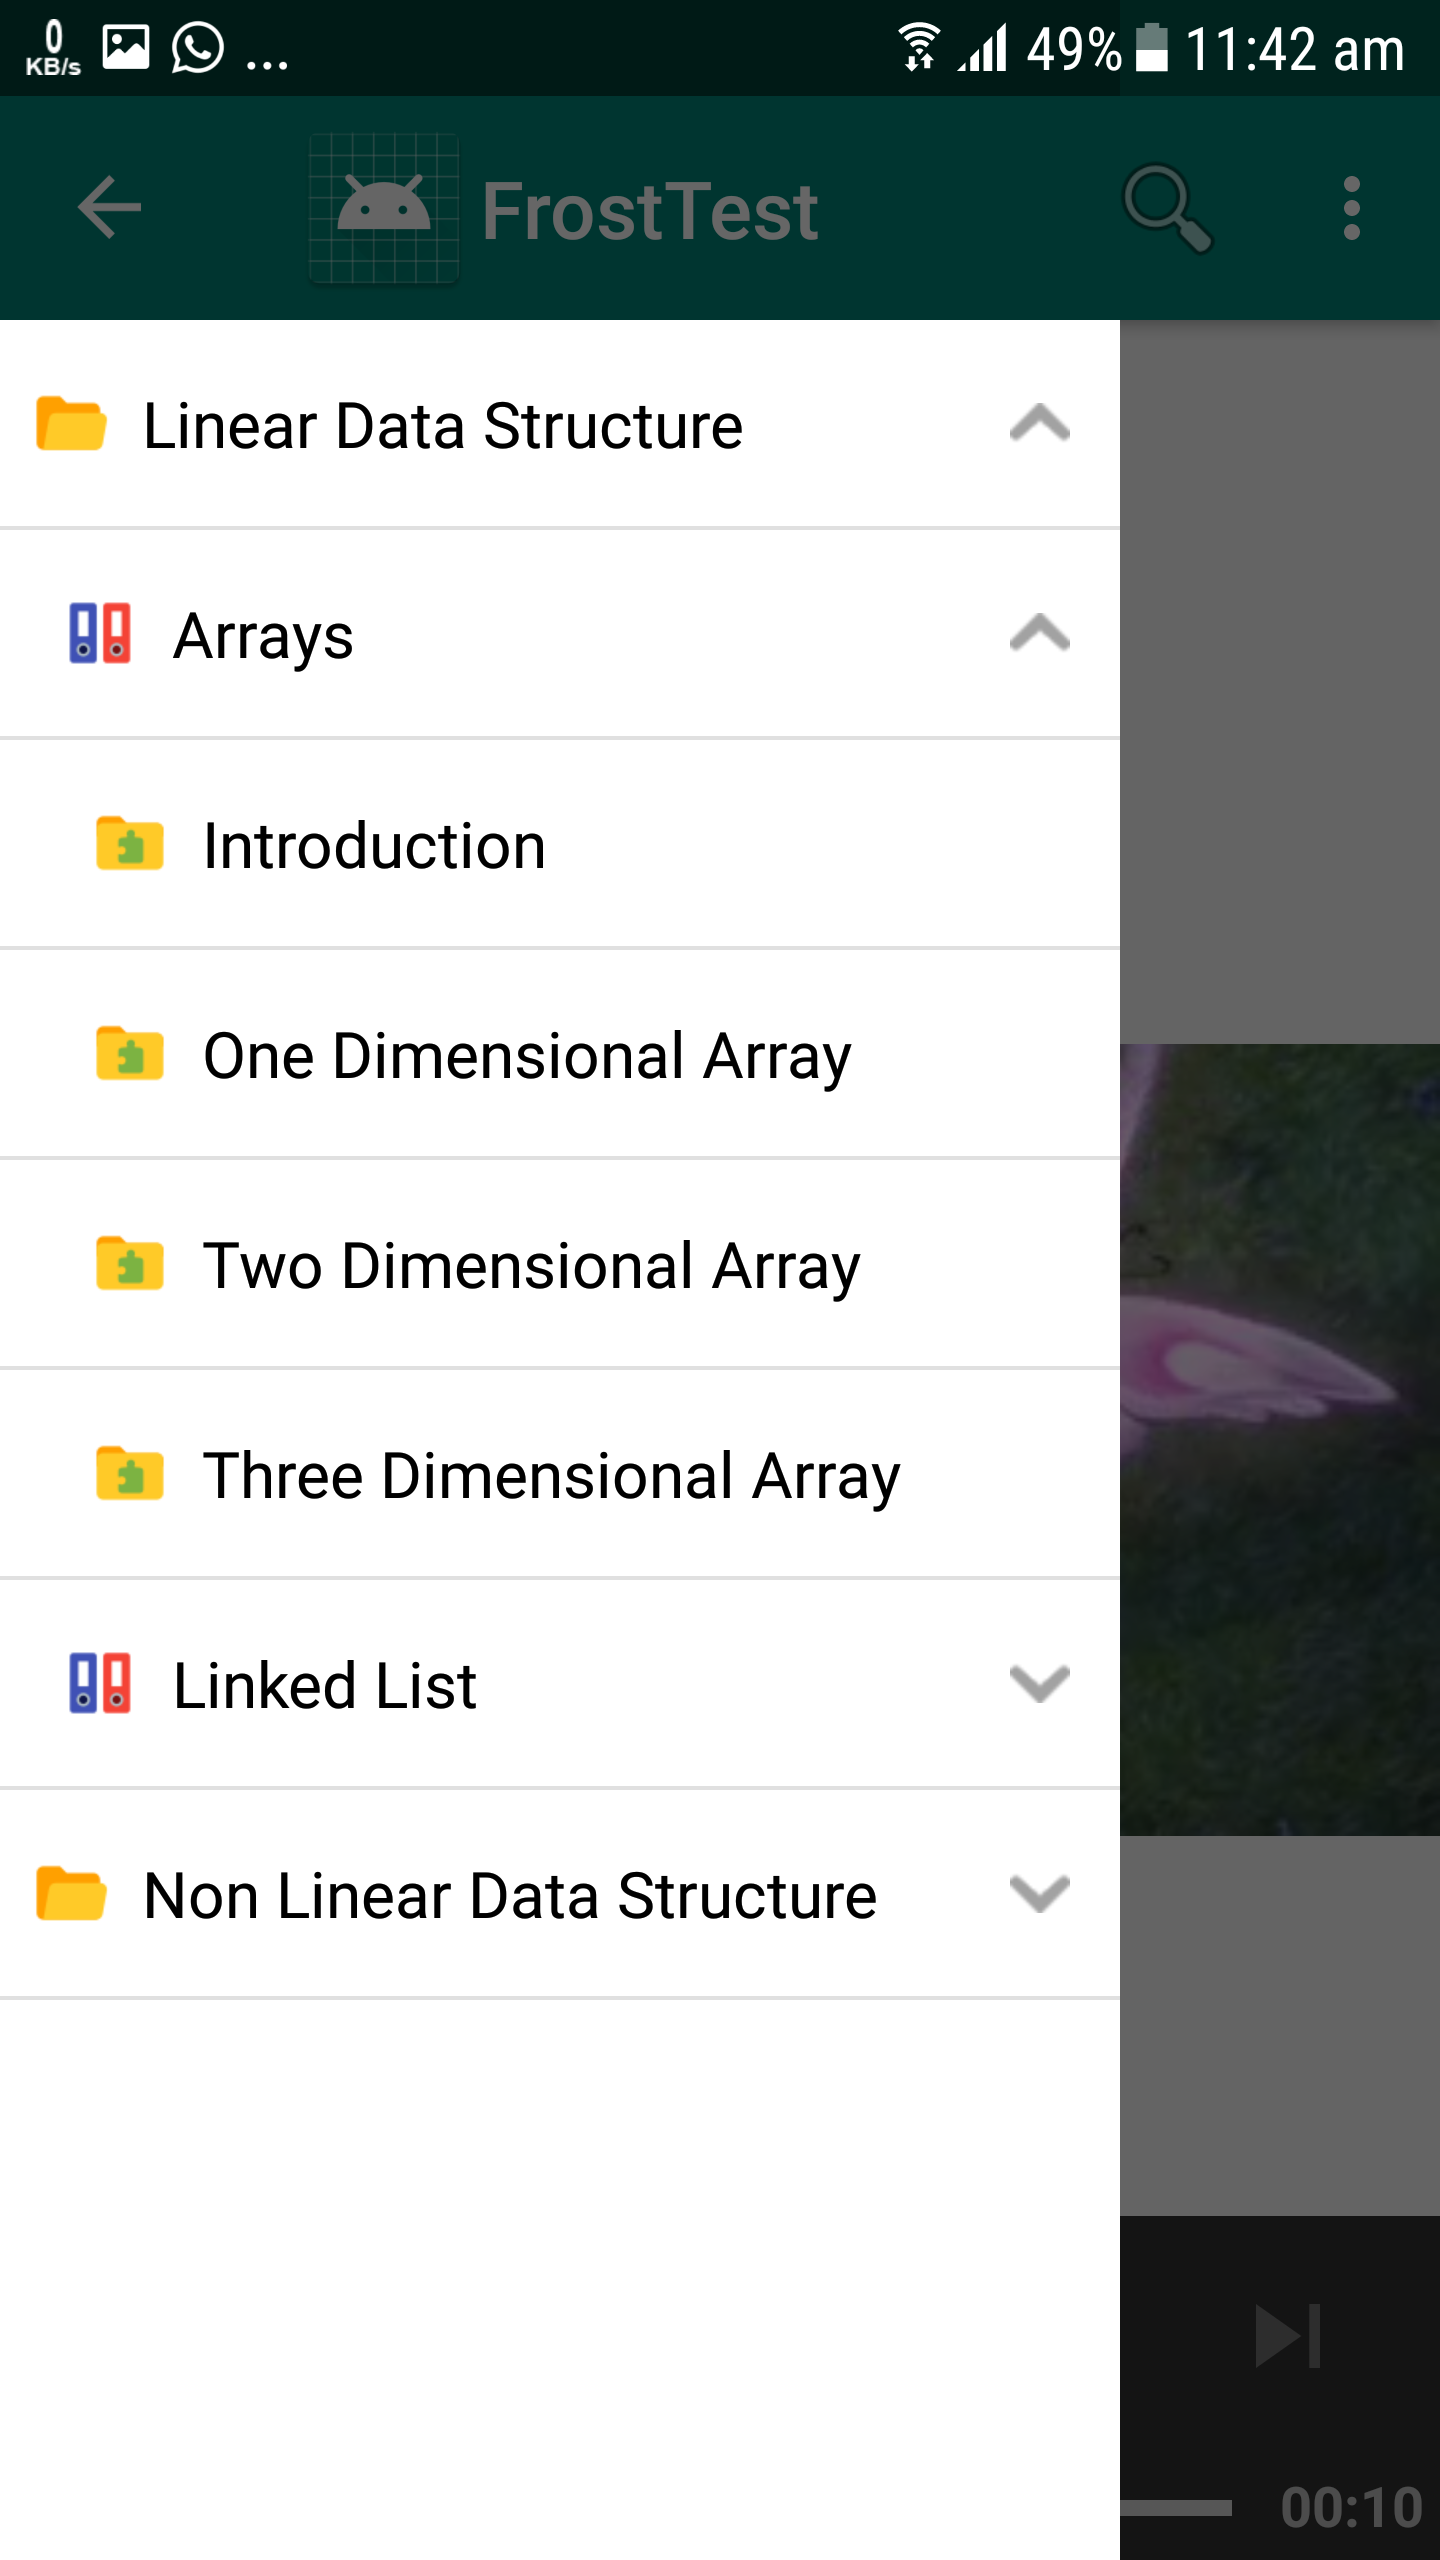 0
KB/s
... 49% 11:42 am
FrostTest
Linear Data Structure
Arrays
Introduction
One Dimensional Array
Two Dimensional Array
Three Dimensional Array
Linked List
Non Linear Data Structure
00:10